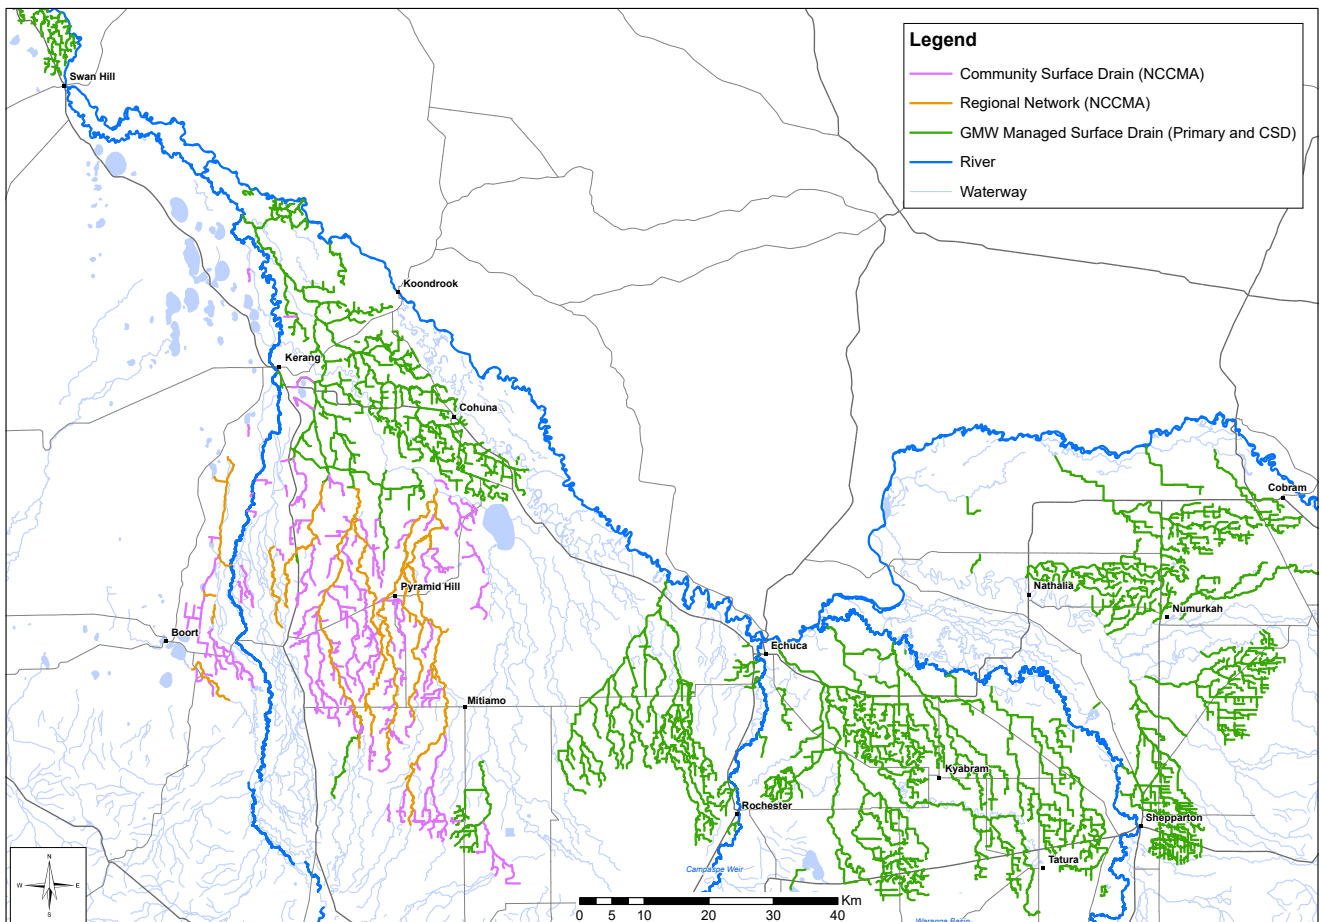 Legend
Community Surface Drain (NCCMA)
Regional Network (NCCMA)
GMW Managed Surface Drain (Primary and CSD)
River
Waterway
Swan Hill
Koondrook
Kerang
Cohuna
Cobram
Pyramid Hill
Nathalia
Numurkah
Boort
Echuca
Mitiamo
Kyabram
Rochester
Shepparton
Tatura
Campaspe Weir
Waranga Basin
N
W E
S
Km
0 5 10 20 30 40